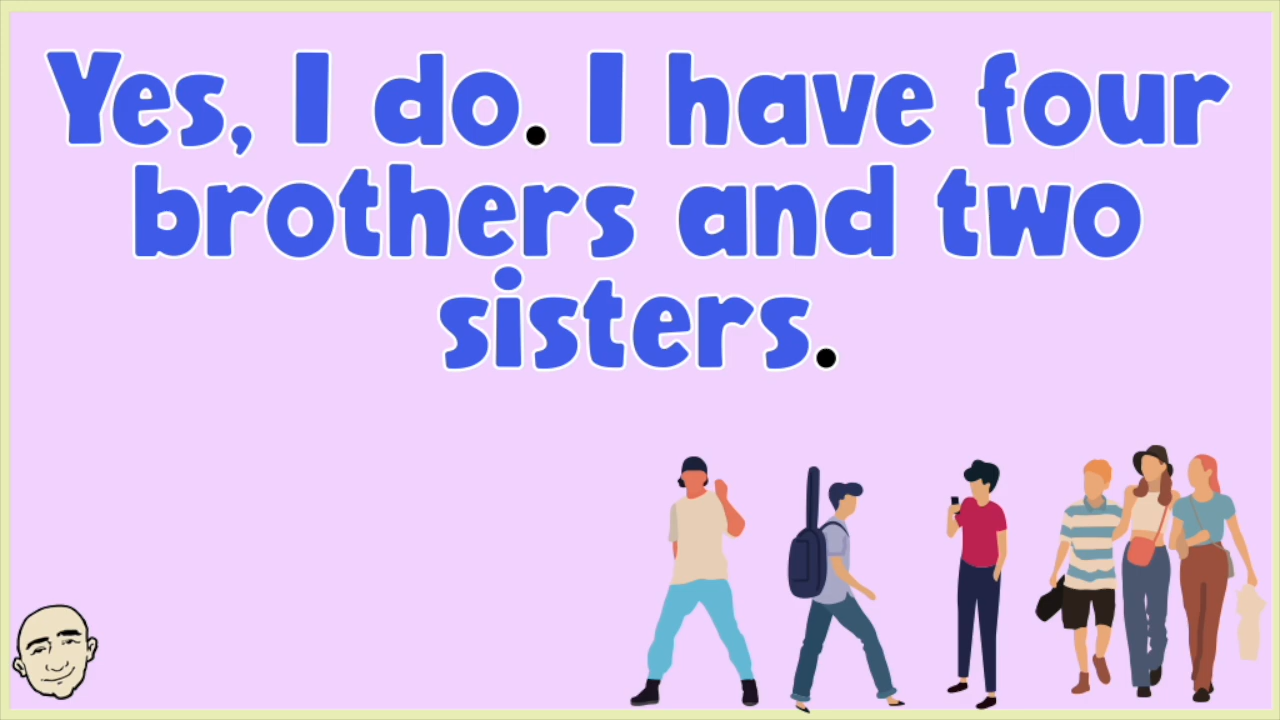 Yes, I do. I have four
brothers and two
sisters.